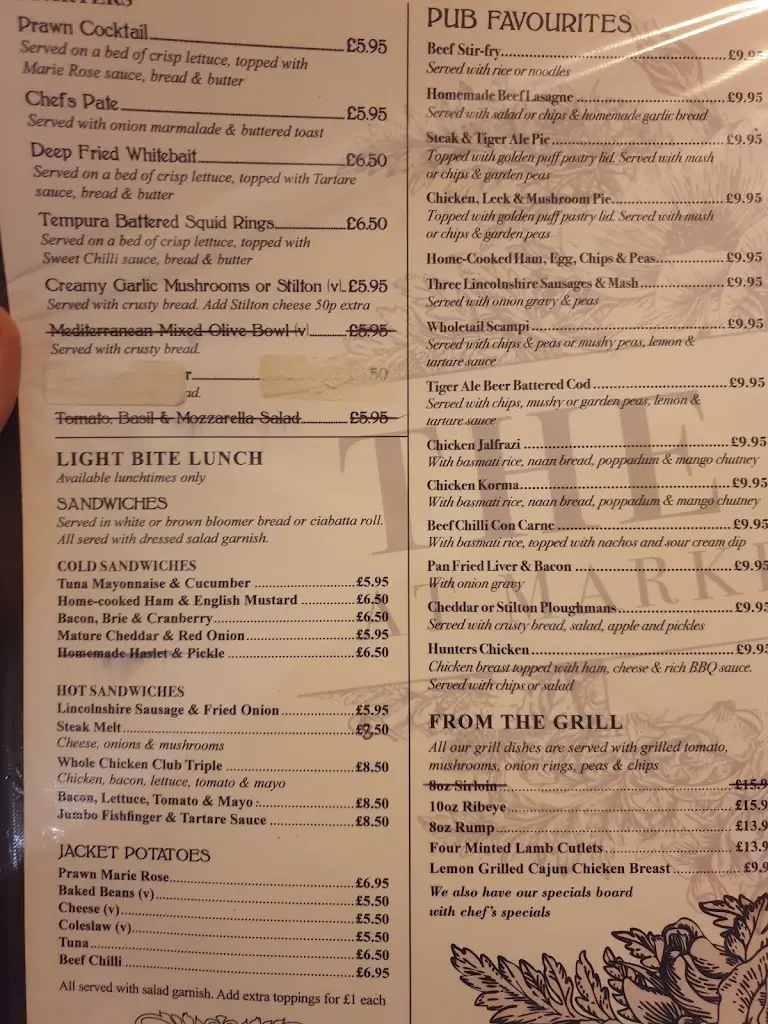 Prawn Cocktail £5.95
Served on a bed of crisp lettuce, topped with
Marie Rose sauce, bread & butter
Chefs Pate £5.95
Served with onion marmalade & buttered toast
Deep Fried Whitebait £6.50
Served on a bed of crisp lettuce, topped with Tartare
sauce, bread & butter
Tempura Battered Squid Rings £6.50
Served on a bed of crisp lettuce, topped with
Sweet Chilli sauce, bread & butter
Creamy Garlic Mushrooms or Stilton (v) £5.95
Served with crusty bread. Add Stilton cheese 50p extra
Mediterranean Mixed Olive Bowl (v) £5.95
Served with crusty bread.
Tomato, Basil & Mozzarella Salad £5.95
LIGHT BITE LUNCH
Available lunchtimes only
SANDWICHES
Served in white or brown bloomer bread or ciabatta roll.
All sered with dressed salad garnish.
COLD SANDWICHES
Tuna Mayonnaise & Cucumber £5.95
Home-cooked Ham & English Mustard £6.50
Bacon, Brie & Cranberry £6.50
Mature Cheddar & Red Onion £5.95
Homemade Haslet & Pickle £6.50
HOT SANDWICHES
Lincolnshire Sausage & Fried Onion £5.95
Steak Melt £8.50
Cheese, onions & mushrooms
Whole Chicken Club Triple £8.50
Chicken, bacon, lettuce, tomato & mayo
Bacon, Lettuce, Tomato & Mayo £8.50
Jumbo Fishfinger & Tartare Sauce £8.50
JACKET POTATOES
Prawn Marie Rose £6.95
Baked Beans (v) £5.50
Cheese (v) £5.50
Coleslaw (v) £5.50
Tuna £6.50
Beef Chilli £6.95
All served with salad garnish. Add extra toppings for £1 each
PUB FAVOURITES
Beef Stir-fry £9.95
Served with rice or noodles
Homemade Beef Lasagne £9.95
Served with salad or chips & homemade garlic bread
Steak & Tiger Ale Pie £9.95
Topped with golden puff pastry lid. Served with mash
or chips & garden peas
Chicken, Leek & Mushroom Pie £9.95
Topped with golden puff pastry lid. Served with mash
or chips & garden peas
Home-Cooked Ham, Egg, Chips & Peas £9.95
Three Lincolnshire Sausages & Mash £9.95
Served with onion gravy & peas
Wholetail Scampi £9.95
Served with chips & peas or mushy peas, lemon &
tartare sauce
Tiger Ale Beer Battered Cod £9.95
Served with chips, mushy or garden peas, lemon &
tartare sauce
Chicken Jalfrazi £9.95
With basmati rice, naan bread, poppadum & mango chutney
Chicken Korma £9.95
With basmati rice, naan bread, poppadum & mango chutney
Beef Chilli Con Carne £9.95
With basmati rice, topped with nachos and sour cream dip
Pan Fried Liver & Bacon £9.95
With onion gravy
Cheddar or Stilton Ploughmans £9.95
Served with crusty bread, salad, apple and pickles
Hunters Chicken £9.95
Chicken breast topped with ham, cheese & rich BBQ sauce.
Served with chips or salad
FROM THE GRILL
All our grill dishes are served with grilled tomato,
mushrooms, onion rings, peas & chips
8oz Sirloin £15.9
10oz Ribeye £15.9
8oz Rump £13.9
Four Minted Lamb Cutlets £13.9
Lemon Grilled Cajun Chicken Breast £9.9
We also have our specials board
with chef's specials
THE
AT MARKE